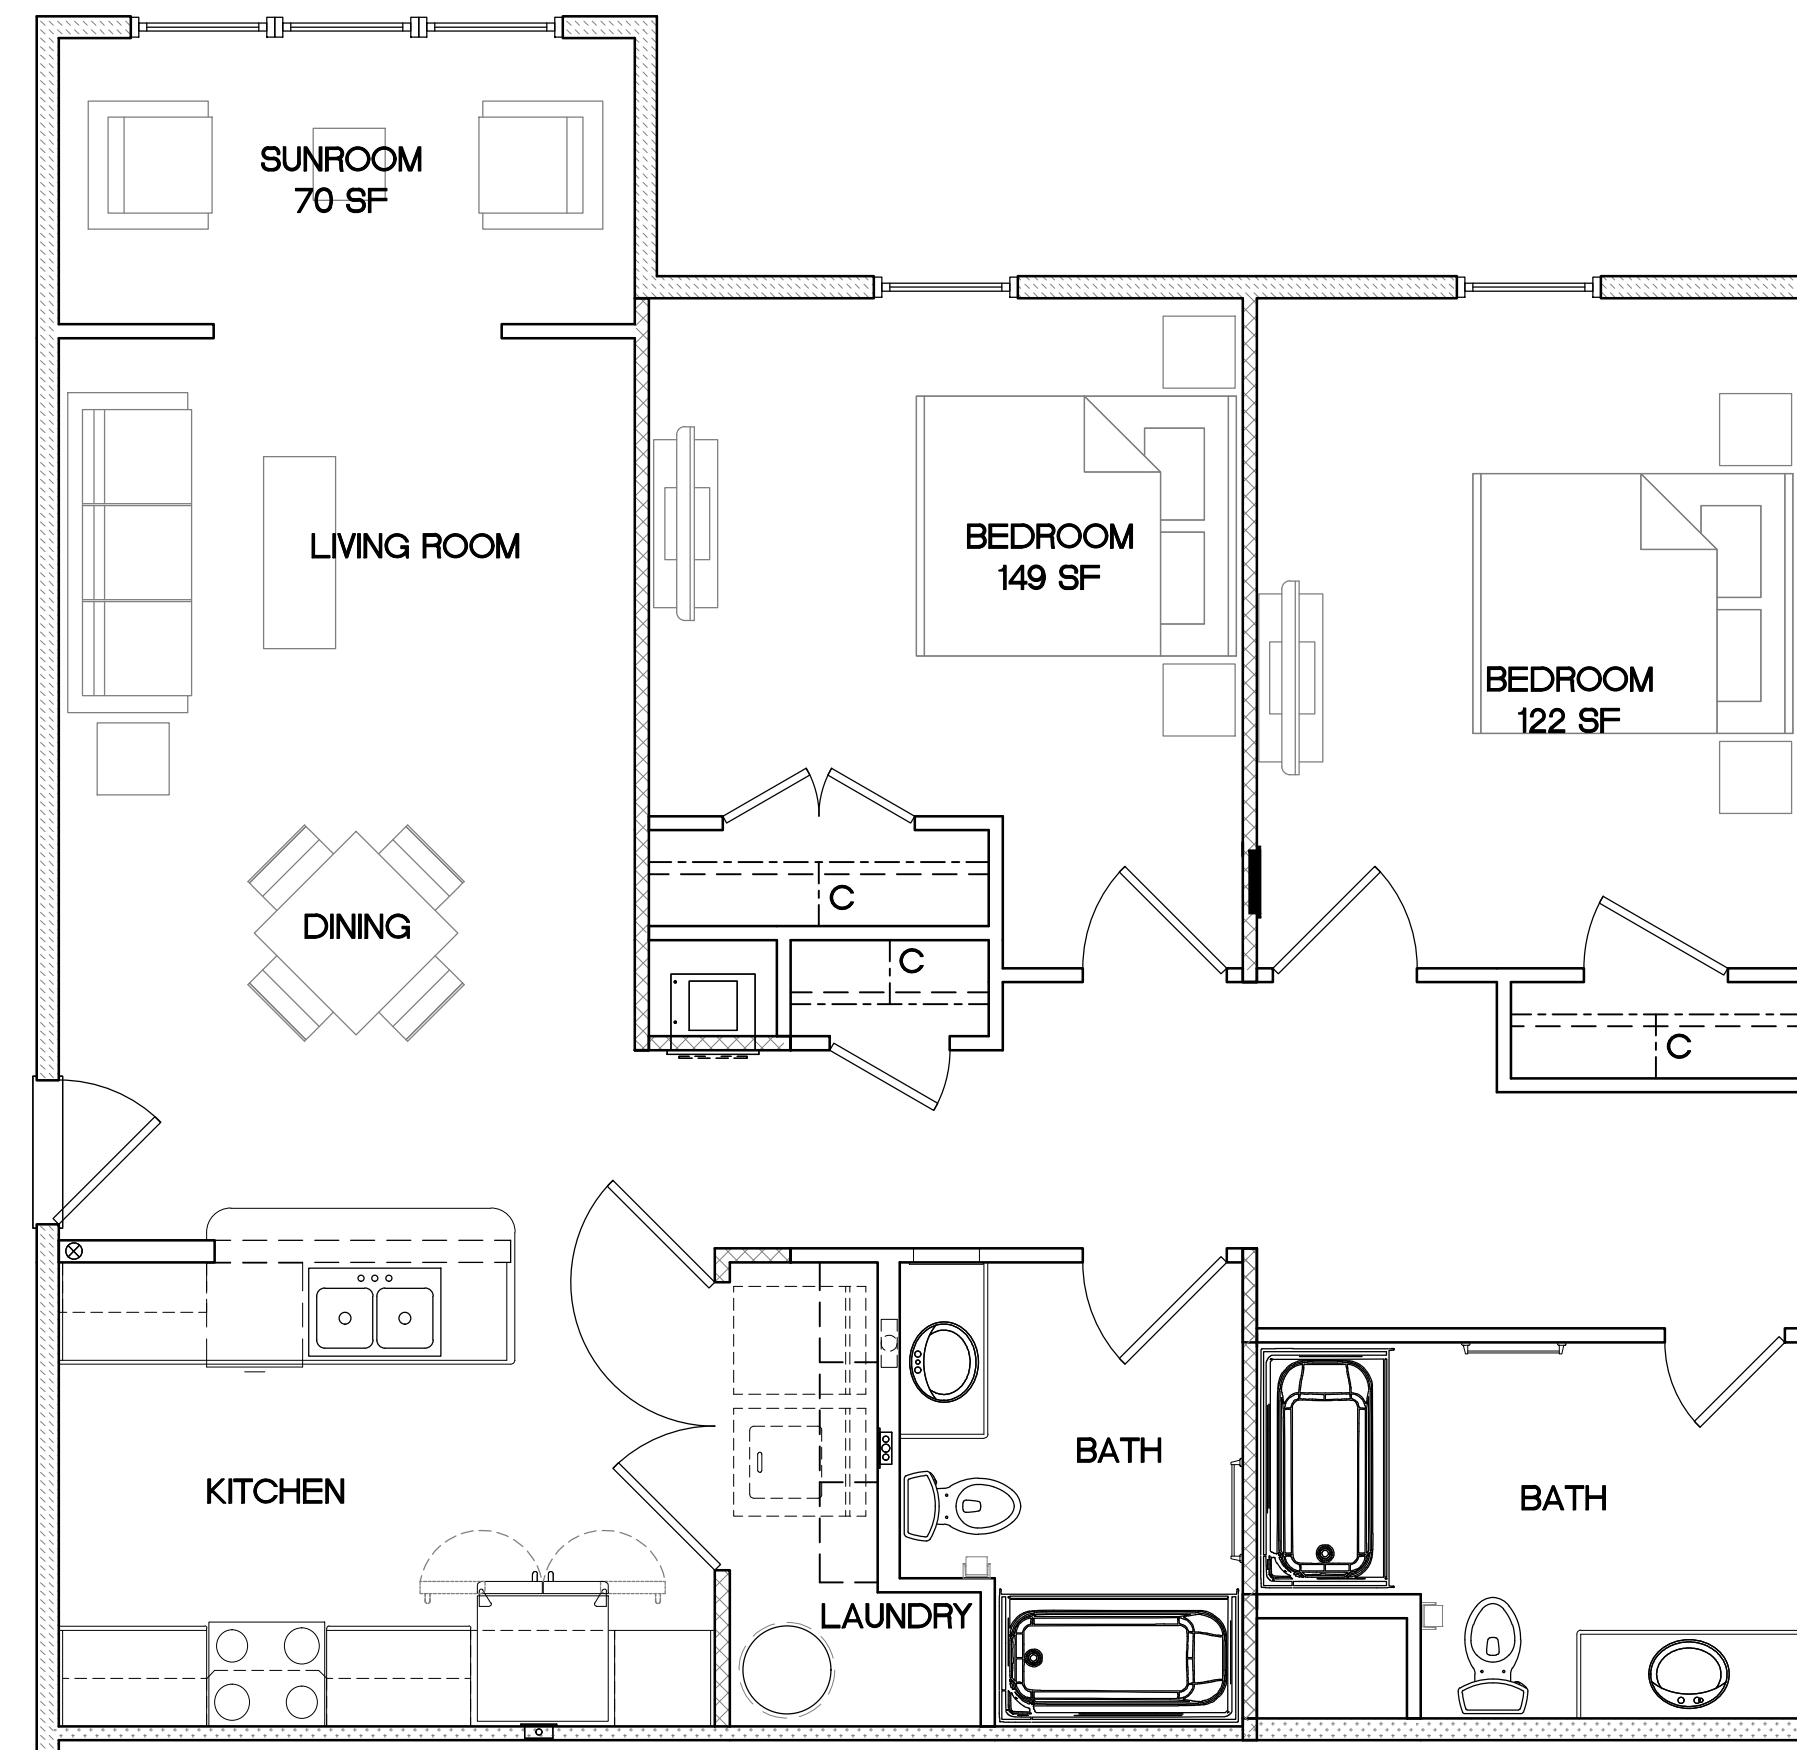 SUNROOM
70 SF
LIVING ROOM
BEDROOM
149 SF
BEDROOM
122 SF
C
DINING
C
C
BATH
KITCHEN
BATH
LAUNDRY